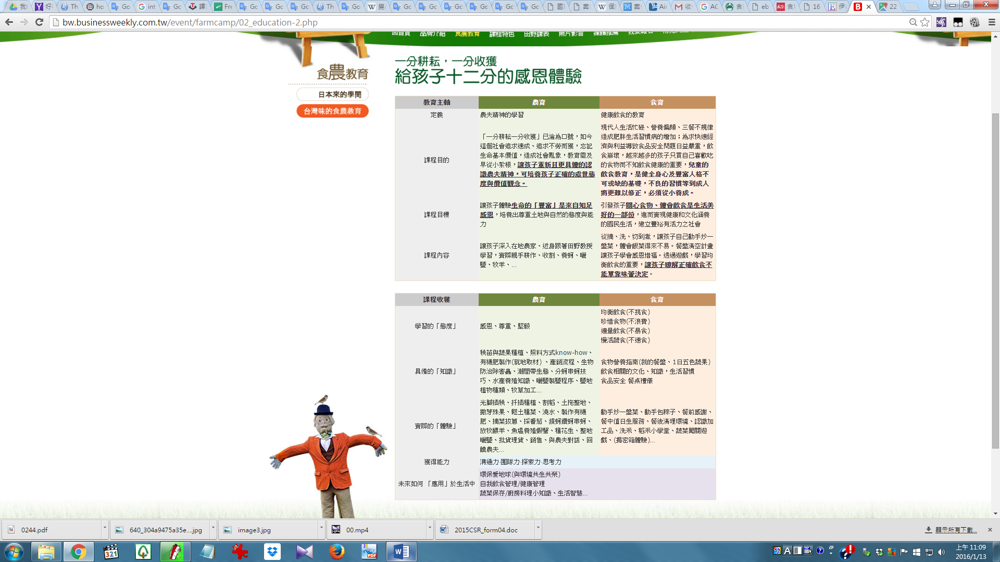 我
好
Th
ho
Go
int
Go
譯
Fre
Go
Go
Go
Th
Go
變
Go
Go
Go
Go
Go
Go
國
案
個
案
Air
收
AC
食
eb
食
16
伊
22
bw.businessweekly.com.tw/event/farmcamp/02_education-2.php
回首頁 品牌介紹 食農教育 課程特色 田野課表 照片影音 媒體推薦 我要報名
食農教育
日本來的學問
台灣味的食農教育
一分耕耘，一分收獲
給孩子十二分的感恩體驗
教育主軸 農育 食育
定義 農夫精神的學習 健康飲食的教育
課程目的
「一分耕耘一分收獲」已淪為口號，如今
這個社會追求速成、追求不勞而獲，忘記
生命基本價值，造成社會亂象，教育需及
早從小紮根，讓孩子重新且更具體的認
識農夫精神，可培養孩子正確的處世態
度與價值觀念。
現代人生活忙碌、營養偏頗、三餐不規律
造成肥胖生活習慣病的增加；為求快速經
濟與利益導致食品安全問題日益嚴重，飲
食崩壞，越來越多的孩子只買自己喜歡吃
的食物而不知飲食健康的重要，兒童的
飲食教育，是健全身心及豐富人格不
可或缺的基礎，不良的習慣等到成人
將更難以修正，必須從小養成。
課程目標
讓孩子體驗生命的「豐富」是來自知足
感恩，培養出尊重土地與自然的態度與能
力
引發孩子關心食物、體會飲食是生活美
好的一部份，進而實現健康和文化涵養
的國民生活，建立豐裕有活力之社會
課程內容
讓孩子深入在地農家、近身跟著田野教授
學習，實際親手耕作、收割、養蚵、曬
鹽、牧羊、...
從摘、洗、切到煮，讓孩子自己動手炒一
盤菜，體會飯菜得來不易。餐盤清空計畫
讓孩子學會感恩惜福。透過遊戲，學習均
衡飲食的重要，讓孩子瞭解正確飲食不
能單靠味蕾決定。
課程收穫 農育 食育
學習的「態度」 感恩、尊重、堅毅
均衡飲食(不挑食)
珍惜食物(不浪費)
適量飲食(不暴食)
慢活蔬食(不速食)
具備的「知識」
秧苗與蔬果種植、照料方式know-how、
有機肥製作(就地取材) 、產銷流程、生物
防治除害蟲、潮間帶生態、分蚵串蚵技
巧、水產養殖知識、曬鹽製鹽程序、鹽地
植物種類、牧草加工...
食物營養指南(我的餐盤、1日五色蔬果)
飲食相關的文化、知識，生活習慣
食品安全 餐桌禮儀
實際的「體驗」
光腳插秧、扦插種植、割稻、土拖整地、
撒芽殊果、鬆土種菜、澆水、製作有機
肥、摘菜拔蔥、採番茄、摸蚵鑽蚵串蚵、
放牧餵羊、魚塭養殖蝦蟹、種花生、整地
曬鹽、批貨理貨、銷售、與農夫對話、回
饋農夫...
動手炒一盤菜、動手包粽子、餐前感謝、
餐中值日生服務、餐後清理環境、認識加
工品、洗米、稻米小學堂、蔬菜闖關遊
戲、(揭密箱體驗)...
獲得能力 溝通力·團隊力·探索力·思考力
未來如何 「應用」於生活中
環保愛地球(與環境共生共榮)
自我飲食管理/健康管理
蔬菜保存/廚房料理小知識、生活智慧...
0244.pdf
640_304a9475a35e....jpg
image3.jpg
00.mp4
2015CSR_form04.doc
顯示所有下載...
上午 11:09
2016/1/13